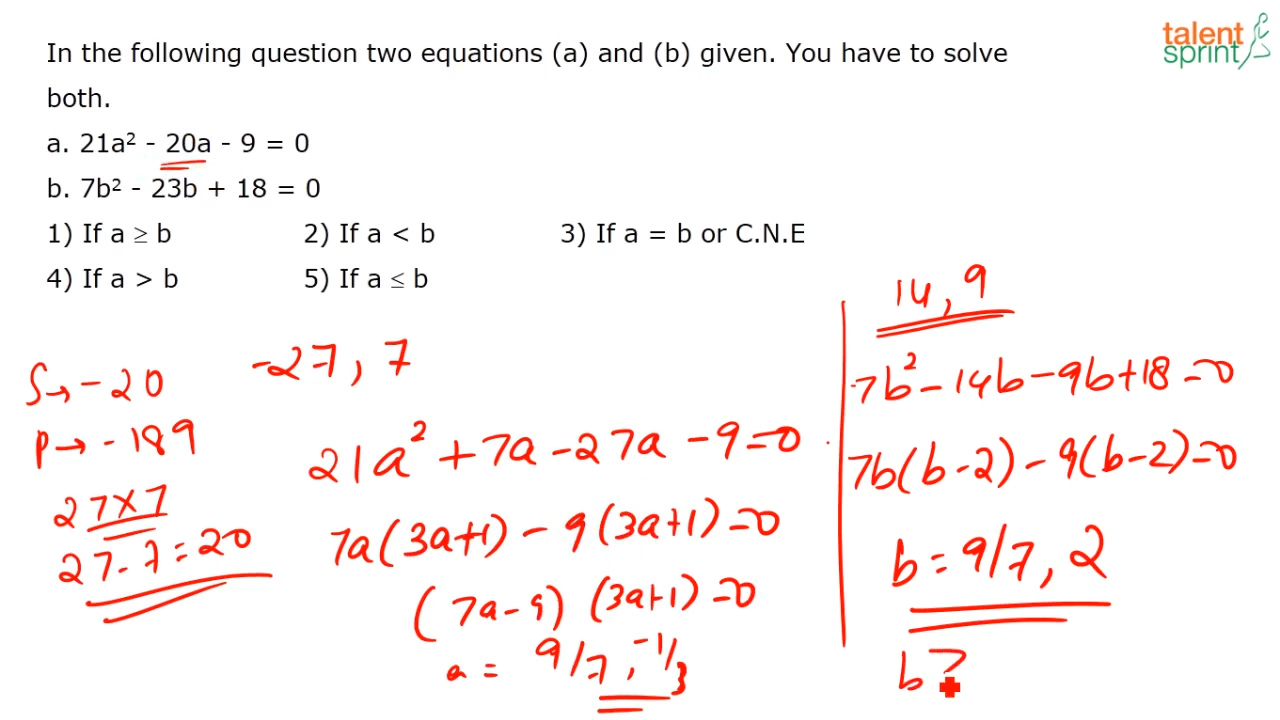 talent
sprint
In the following question two equations (a) and (b) given. You have to solve
both.
a. 21a² - 20a - 9 = 0
b. 7b² - 23b + 18 = 0
1) If a ≥ b 2) If a < b 3) If a = b or C.N.E
4) If a > b 5) If a ≤ b
S→ -20
P→ -189
27×7
27-7=20
-27, 7
21a² + 7a - 27a - 9 = 0
7a(3a+1) - 9(3a+1) = 0
(7a-9) (3a+1) = 0
a = 9/7, -1/3
14, 9
7b² - 14b - 9b + 18 = 0
7b(b-2) - 9(b-2) = 0
b = 9/7, 2
b